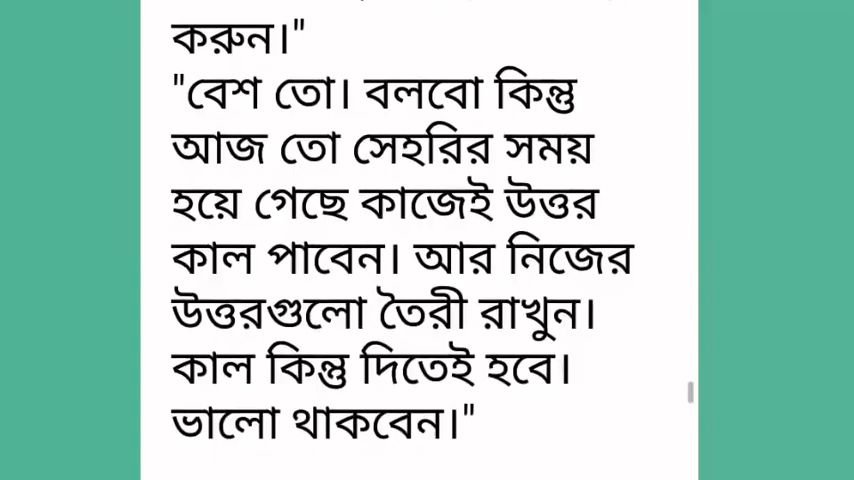 করুন।"
"বেশ তো। বলবো কিন্তু
আজ তো সেহরির সময়
হয়ে গেছে কাজেই উত্তর
কাল পাবেন। আর নিজের
উত্তরগুলো তৈরী রাখুন।
কাল কিন্তু দিতেই হবে।
ভালো থাকবেন।"